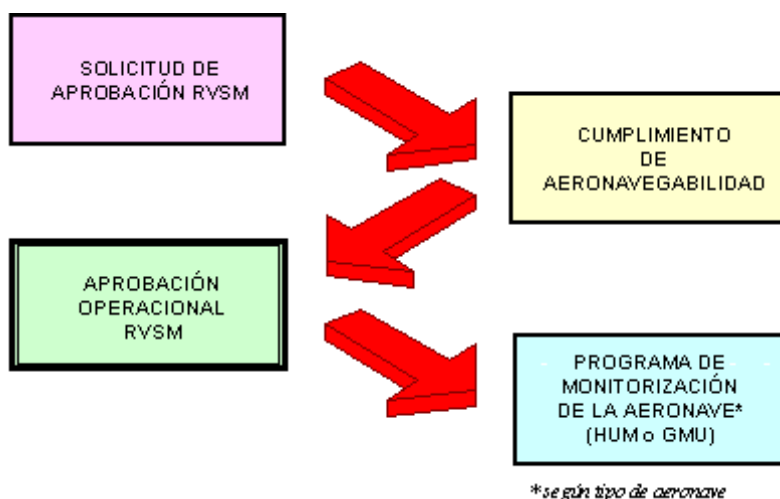 SOLICITUD DE
APROBACIÓN RVSM
CUMPLIMIENTO
DE
AERONAVEGABILIDAD
APROBACIÓN
OPERACIONAL
RVSM
PROGRAMA DE
MONITORIZACIÓN
DE LA AERONAVE*
(HUM o GMU)
*según tipo de aeronave